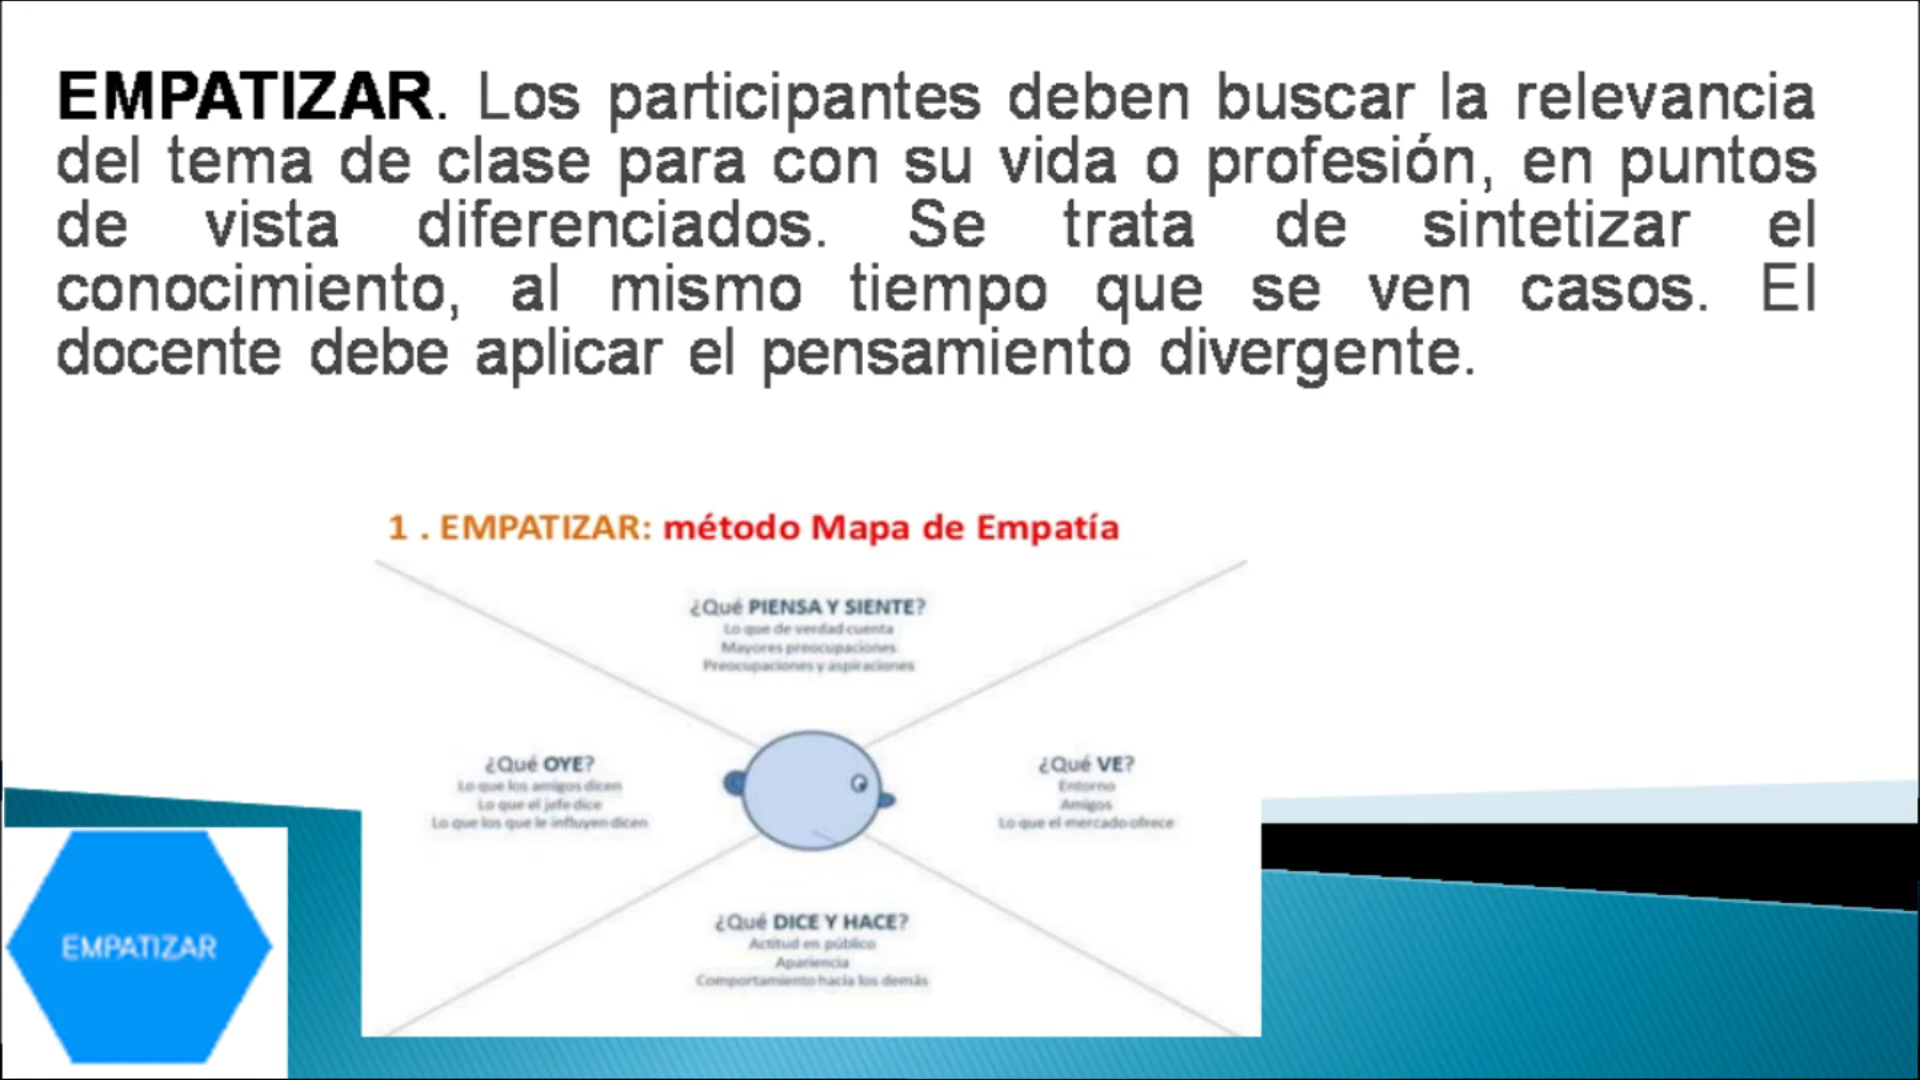 EMPATIZAR. Los participantes deben buscar la relevancia
del tema de clase para con su vida o profesión, en puntos
de vista diferenciados. Se trata de sintetizar el
conocimiento, al mismo tiempo que se ven casos. El
docente debe aplicar el pensamiento divergente.
1 . EMPATIZAR: método Mapa de Empatía
¿Qué PIENSA Y SIENTE?
Lo que de verdad cuenta
Mayores preocupaciones
Preocupaciones y aspiraciones
¿Qué OYE?
Lo que los amigos dicen
Lo que el jefe dice
Lo que los que le influyen dicen
¿Qué VE?
Entorno
Amigos
Lo que el mercado ofrece
¿Qué DICE Y HACE?
Actitud en público
Apariencia
Comportamiento hacia los demás
EMPATIZAR